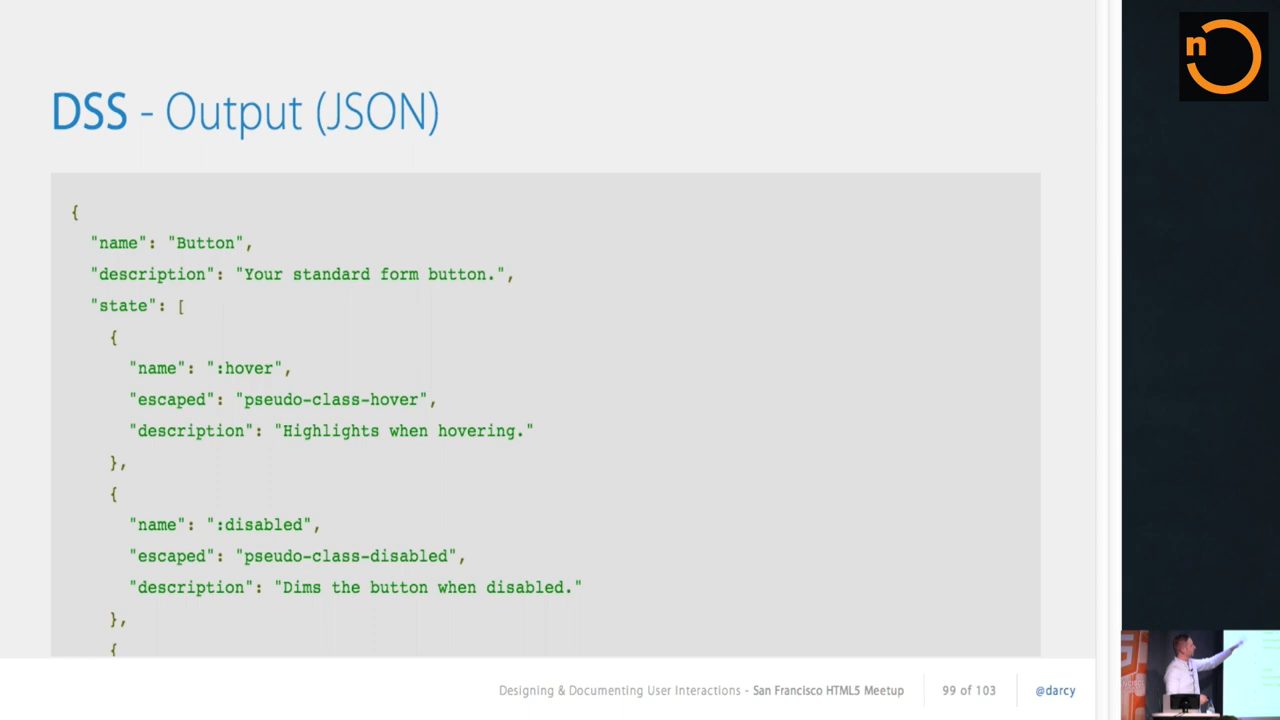 n
DSS - Output (JSON)
{
"name": "Button",
"description": "Your standard form button.",
"state": [
{
"name": ":hover",
"escaped": "pseudo-class-hover",
"description": "Highlights when hovering."
},
{
"name": ":disabled",
"escaped": "pseudo-class-disabled",
"description": "Dims the button when disabled."
},
{
Designing & Documenting User Interactions - San Francisco HTML5 Meetup
99 of 103
@darcy